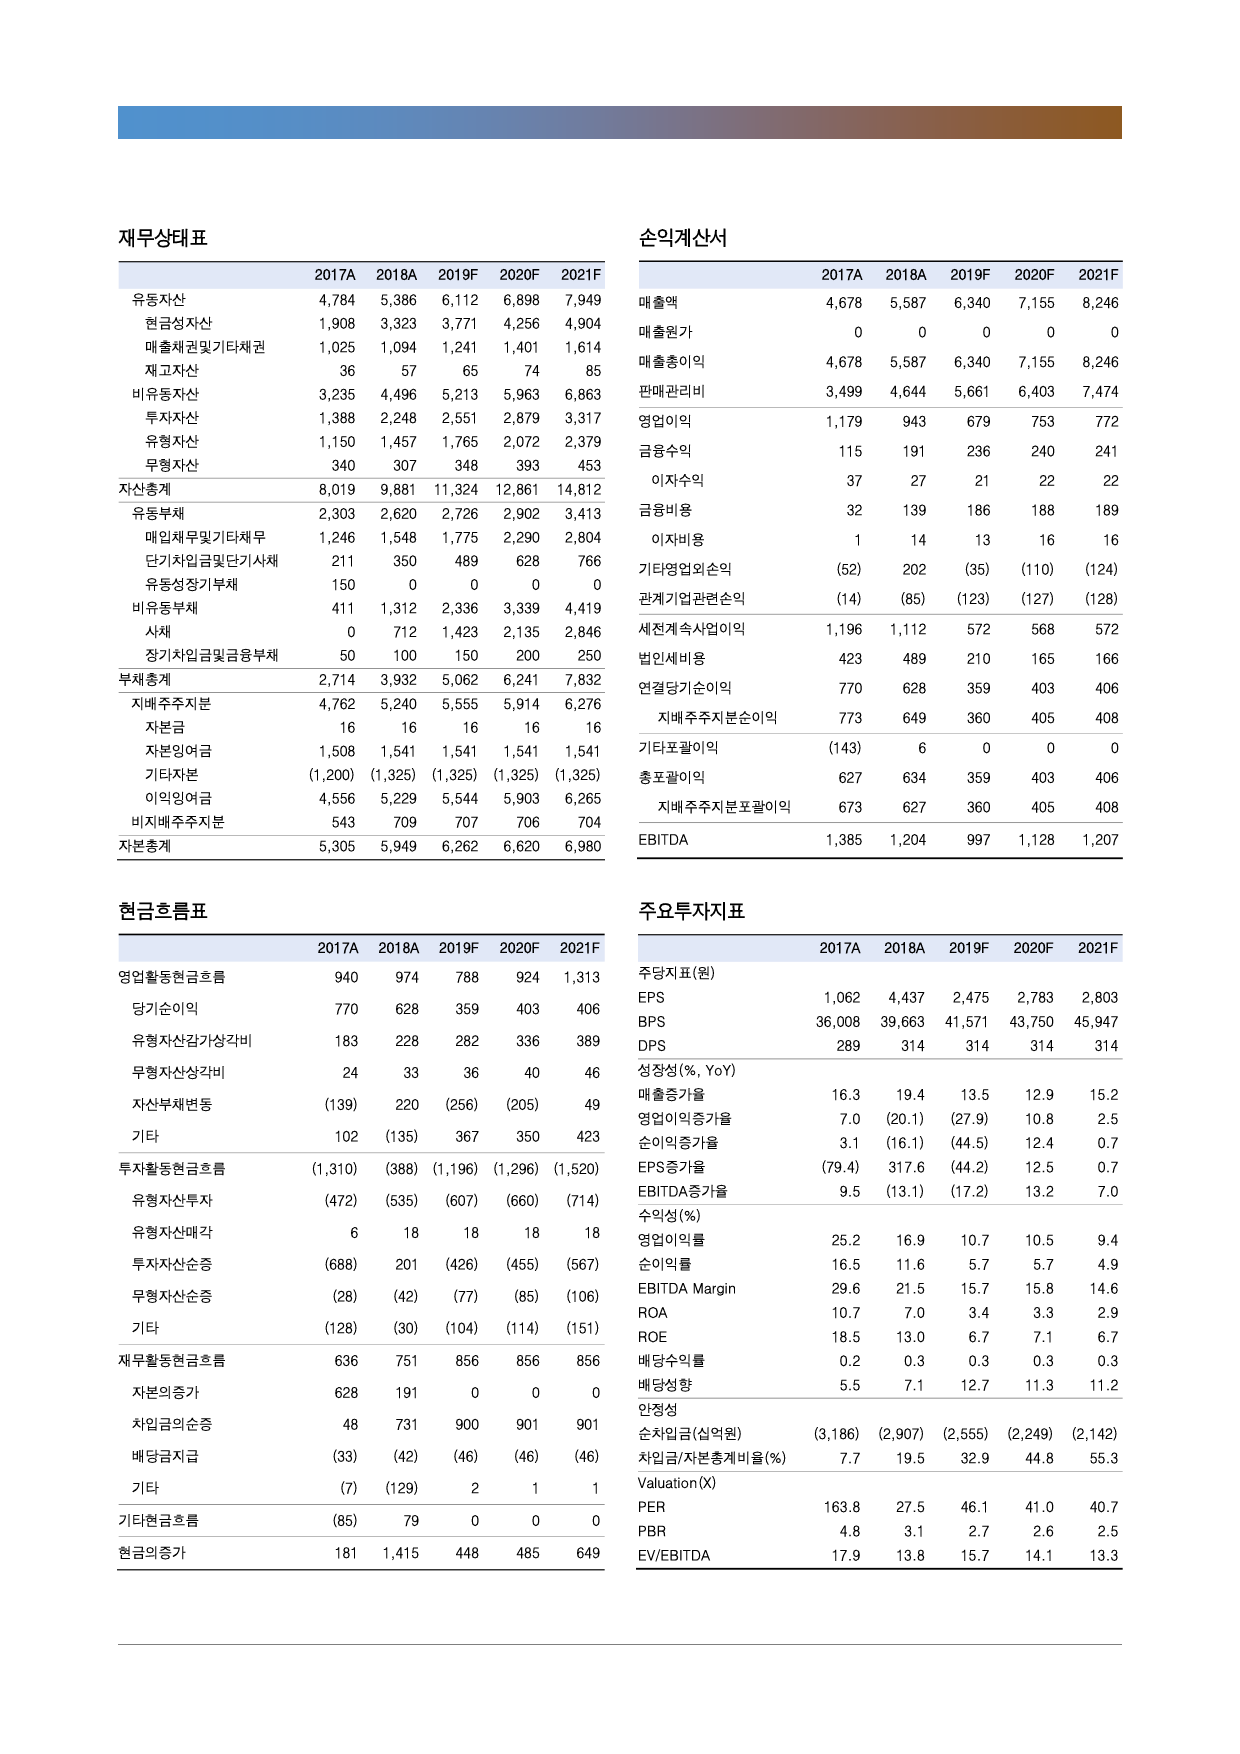 재무상태표
2017A 2018A 2019F 2020F 2021F
유동자산 4,784 5,386 6,112 6,898 7,949
현금성자산 1,908 3,323 3,771 4,256 4,904
매출채권및기타채권 1,025 1,094 1,241 1,401 1,614
재고자산 36 57 65 74 85
비유동자산 3,235 4,496 5,213 5,963 6,863
투자자산 1,388 2,248 2,551 2,879 3,317
유형자산 1,150 1,457 1,765 2,072 2,379
무형자산 340 307 348 393 453
자산총계 8,019 9,881 11,324 12,861 14,812
유동부채 2,303 2,620 2,726 2,902 3,413
매입채무및기타채무 1,246 1,548 1,775 2,290 2,804
단기차입금및단기사채 211 350 489 628 766
유동성장기부채 150 0 0 0 0
비유동부채 411 1,312 2,336 3,339 4,419
사채 0 712 1,423 2,135 2,846
장기차입금및금융부채 50 100 150 200 250
부채총계 2,714 3,932 5,062 6,241 7,832
지배주주지분 4,762 5,240 5,555 5,914 6,276
자본금 16 16 16 16 16
자본잉여금 1,508 1,541 1,541 1,541 1,541
기타자본 (1,200) (1,325) (1,325) (1,325) (1,325)
이익잉여금 4,556 5,229 5,544 5,903 6,265
비지배주주지분 543 709 707 706 704
자본총계 5,305 5,949 6,262 6,620 6,980
손익계산서
2017A 2018A 2019F 2020F 2021F
매출액 4,678 5,587 6,340 7,155 8,246
매출원가 0 0 0 0 0
매출총이익 4,678 5,587 6,340 7,155 8,246
판매관리비 3,499 4,644 5,661 6,403 7,474
영업이익 1,179 943 679 753 772
금융수익 115 191 236 240 241
이자수익 37 27 21 22 22
금융비용 32 139 186 188 189
이자비용 1 14 13 16 16
기타영업외손익 (52) 202 (35) (110) (124)
관계기업관련손익 (14) (85) (123) (127) (128)
세전계속사업이익 1,196 1,112 572 568 572
법인세비용 423 489 210 165 166
연결당기순이익 770 628 359 403 406
지배주주지분순이익 773 649 360 405 408
기타포괄이익 (143) 6 0 0 0
총포괄이익 627 634 359 403 406
지배주주지분포괄이익 673 627 360 405 408
EBITDA 1,385 1,204 997 1,128 1,207
현금흐름표
2017A 2018A 2019F 2020F 2021F
영업활동현금흐름 940 974 788 924 1,313
당기순이익 770 628 359 403 406
유형자산감가상각비 183 228 282 336 389
무형자산상각비 24 33 36 40 46
자산부채변동 (139) 220 (256) (205) 49
기타 102 (135) 367 350 423
투자활동현금흐름 (1,310) (388) (1,196) (1,296) (1,520)
유형자산투자 (472) (535) (607) (660) (714)
유형자산매각 6 18 18 18 18
투자자산순증 (688) 201 (426) (455) (567)
무형자산순증 (28) (42) (77) (85) (106)
기타 (128) (30) (104) (114) (151)
재무활동현금흐름 636 751 856 856 856
자본의증가 628 191 0 0 0
차입금의순증 48 731 900 901 901
배당금지급 (33) (42) (46) (46) (46)
기타 (7) (129) 2 1 1
기타현금흐름 (85) 79 0 0 0
현금의증가 181 1,415 448 485 649
주요투자지표
2017A 2018A 2019F 2020F 2021F
주당지표(원)
EPS 1,062 4,437 2,475 2,783 2,803
BPS 36,008 39,663 41,571 43,750 45,947
DPS 289 314 314 314 314
성장성(%, YoY)
매출증가율 16.3 19.4 13.5 12.9 15.2
영업이익증가율 7.0 (20.1) (27.9) 10.8 2.5
순이익증가율 3.1 (16.1) (44.5) 12.4 0.7
EPS증가율 (79.4) 317.6 (44.2) 12.5 0.7
EBITDA증가율 9.5 (13.1) (17.2) 13.2 7.0
수익성(%)
영업이익률 25.2 16.9 10.7 10.5 9.4
순이익률 16.5 11.6 5.7 5.7 4.9
EBITDA Margin 29.6 21.5 15.7 15.8 14.6
ROA 10.7 7.0 3.4 3.3 2.9
ROE 18.5 13.0 6.7 7.1 6.7
배당수익률 0.2 0.3 0.3 0.3 0.3
배당성향 5.5 7.1 12.7 11.3 11.2
안정성
순차입금(십억원) (3,186) (2,907) (2,555) (2,249) (2,142)
차입금/자본총계비율(%) 7.7 19.5 32.9 44.8 55.3
Valuation(X)
PER 163.8 27.5 46.1 41.0 40.7
PBR 4.8 3.1 2.7 2.6 2.5
EV/EBITDA 17.9 13.8 15.7 14.1 13.3